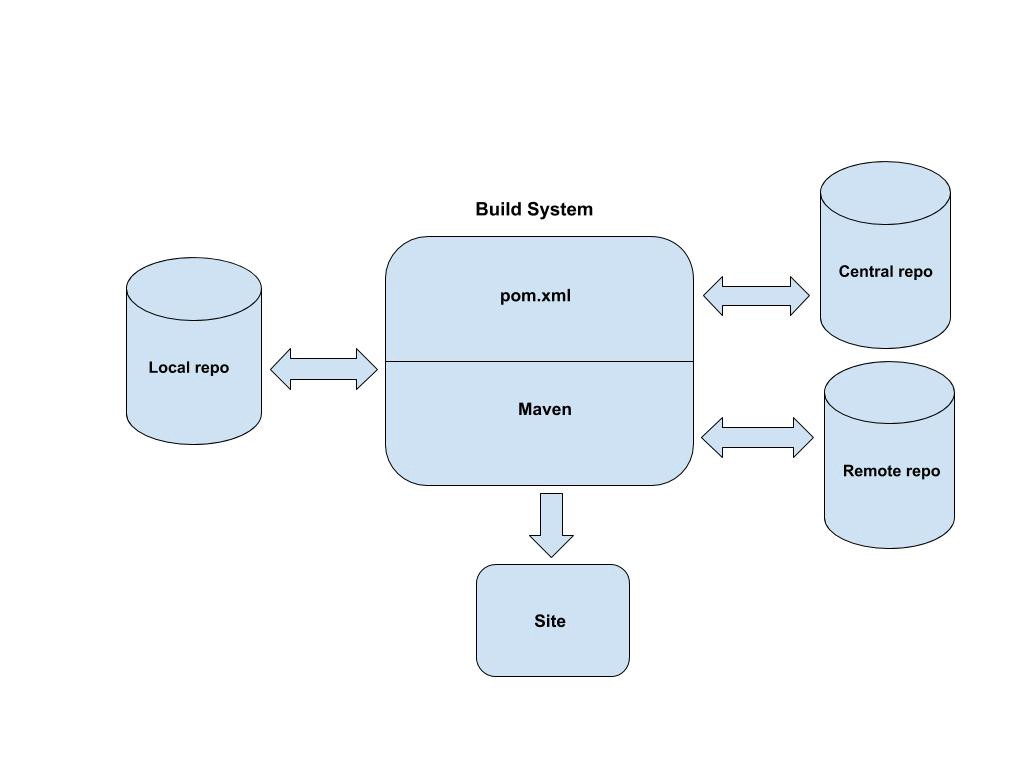 Build System
pom.xml
Maven
Local repo
Central repo
Remote repo
Site